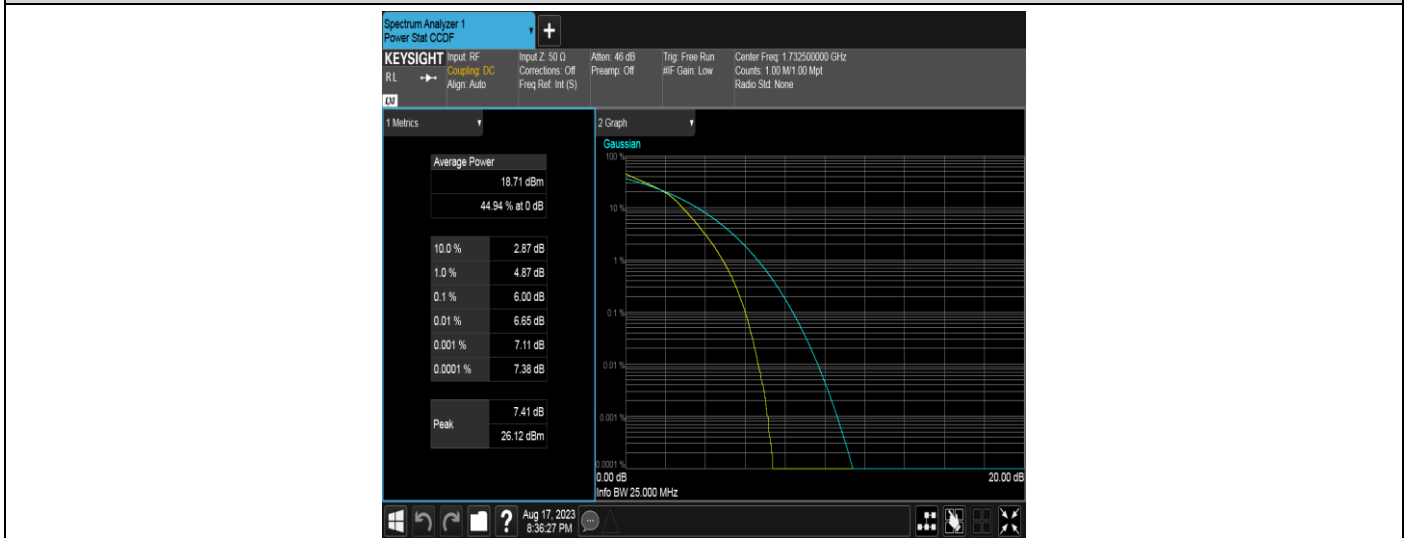 Spectrum Analyzer 1
Power Stat CCDF
+
KEYSIGHT
RL
LXI
Input: RF
Coupling: DC
Align: Auto
Input Z: 50 Ω
Corrections: Off
Freq Ref: Int (S)
Atten: 46 dB
Preamp: Off
Trig: Free Run
#IF Gain: Low
Center Freq: 1.732500000 GHz
Counts: 1.00 M/1.00 Mpt
Radio Std: None
1 Metrics
Average Power
18.71 dBm
44.94 % at 0 dB
10.0 % 2.87 dB
1.0 % 4.87 dB
0.1 % 6.00 dB
0.01 % 6.65 dB
0.001 % 7.11 dB
0.0001 % 7.38 dB
Peak
7.41 dB
26.12 dBm
2 Graph
Gaussian
100 %
10 %
1 %
0.1 %
0.01 %
0.001 %
0.0001 %
0.00 dB 20.00 dB
Info BW 25.000 MHz
?
Aug 17, 2023
8:36:27 PM